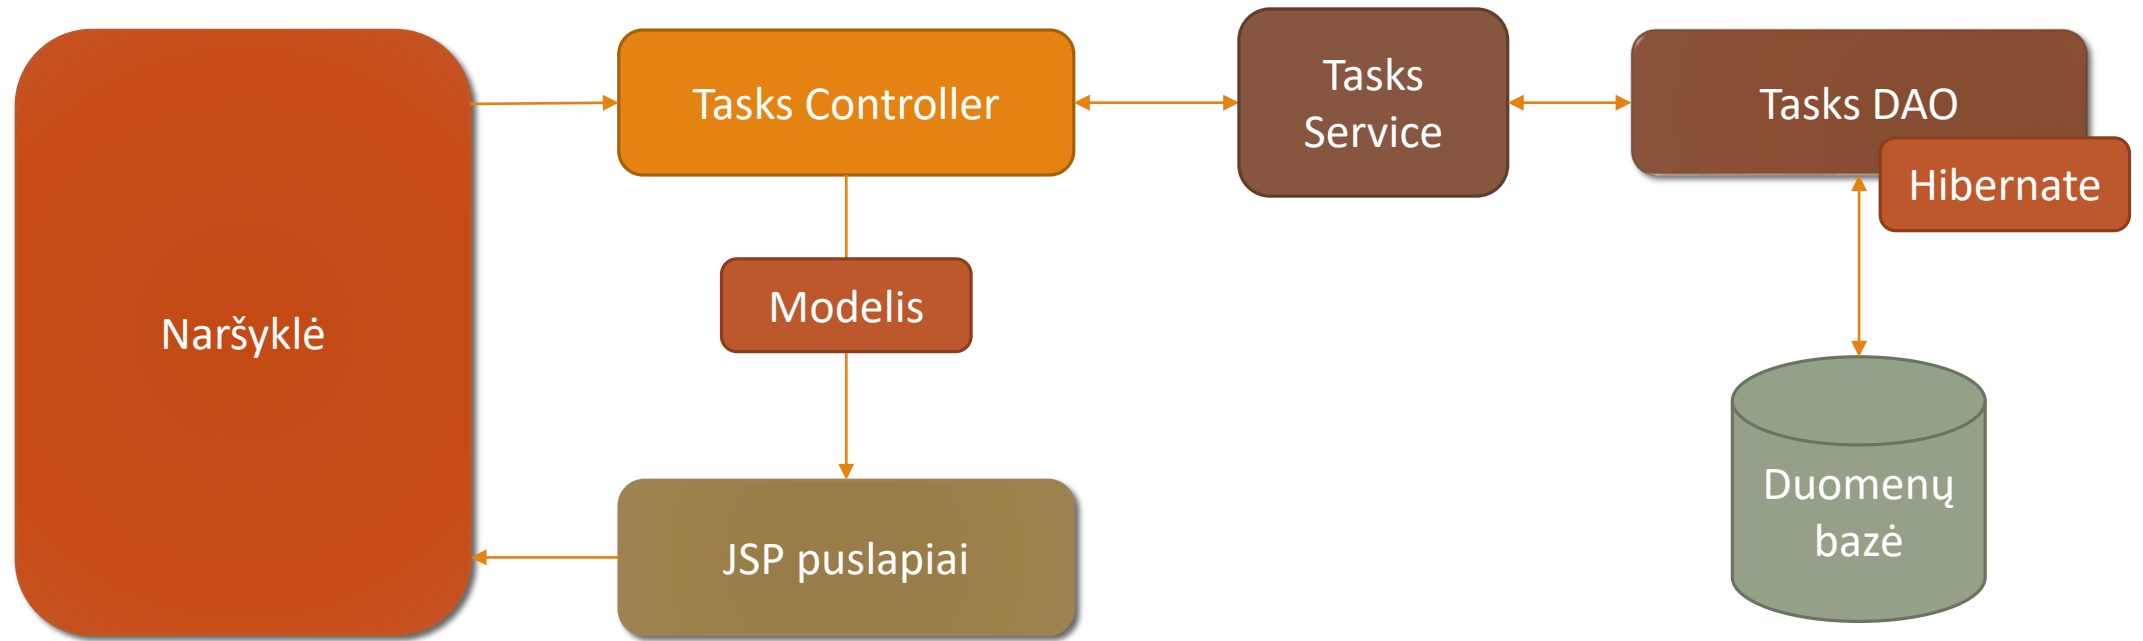 Naršyklė
Tasks Controller
Tasks
Service
Tasks DAO
Hibernate
Modelis
JSP puslapiai
Duomenų
bazė